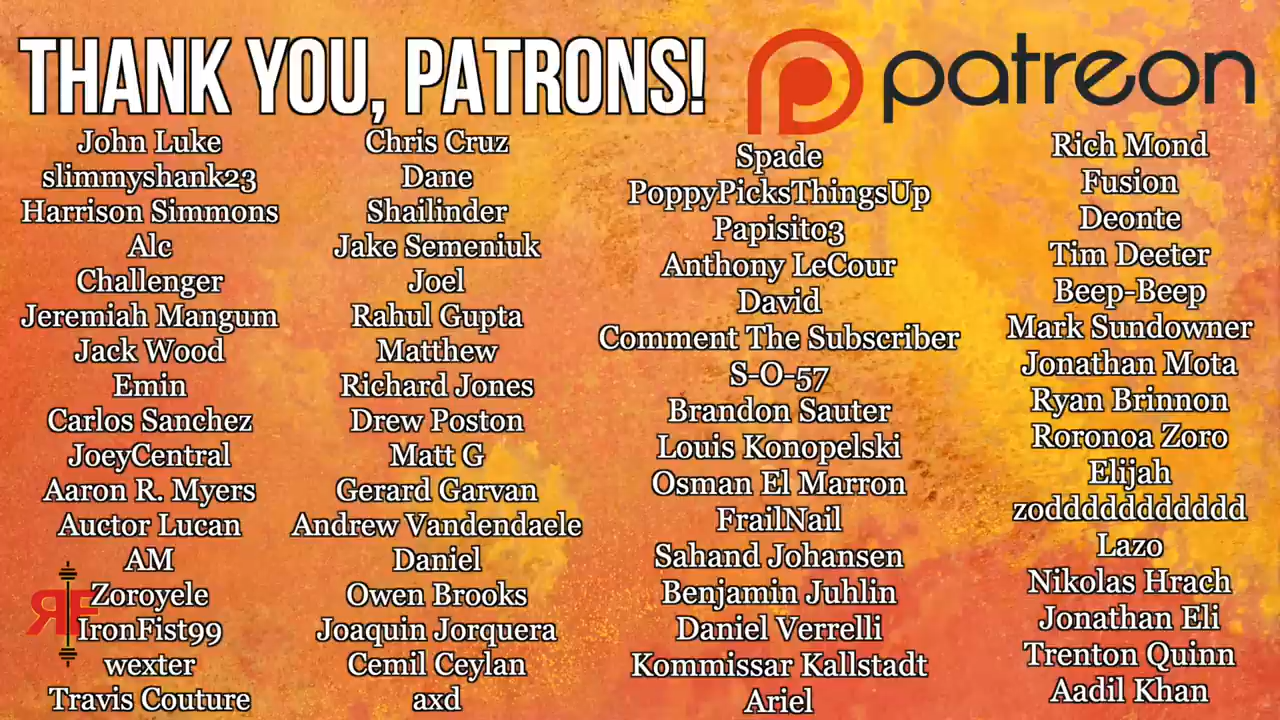 THANK YOU, PATRONS!
patreon
John Luke
slimmyshank23
Harrison Simmons
Alc
Challenger
Jeremiah Mangum
Jack Wood
Emin
Carlos Sanchez
JoeyCentral
Aaron R. Myers
Auctor Lucan
AM
Zoroyele
IronFist99
wexter
Travis Couture
RF
Chris Cruz
Dane
Shailinder
Jake Semeniuk
Joel
Rahul Gupta
Matthew
Richard Jones
Drew Poston
Matt G
Gerard Garvan
Andrew Vandendaele
Daniel
Owen Brooks
Joaquin Jorquera
Cemil Ceylan
axd
Spade
PoppyPicksThingsUp
Papisito3
Anthony LeCour
David
Comment The Subscriber
S-O-57
Brandon Sauter
Louis Konopelski
Osman El Marron
FrailNail
Sahand Johansen
Benjamin Juhlin
Daniel Verrelli
Kommissar Kallstadt
Ariel
Rich Mond
Fusion
Deonte
Tim Deeter
Beep-Beep
Mark Sundowner
Jonathan Mota
Ryan Brinnon
Roronoa Zoro
Elijah
zoddddddddddd
Lazo
Nikolas Hrach
Jonathan Eli
Trenton Quinn
Aadil Khan